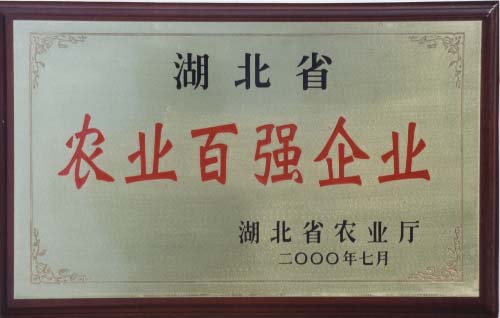 湖北省
农业百强企业
湖北省农业厅
二〇〇〇年七月